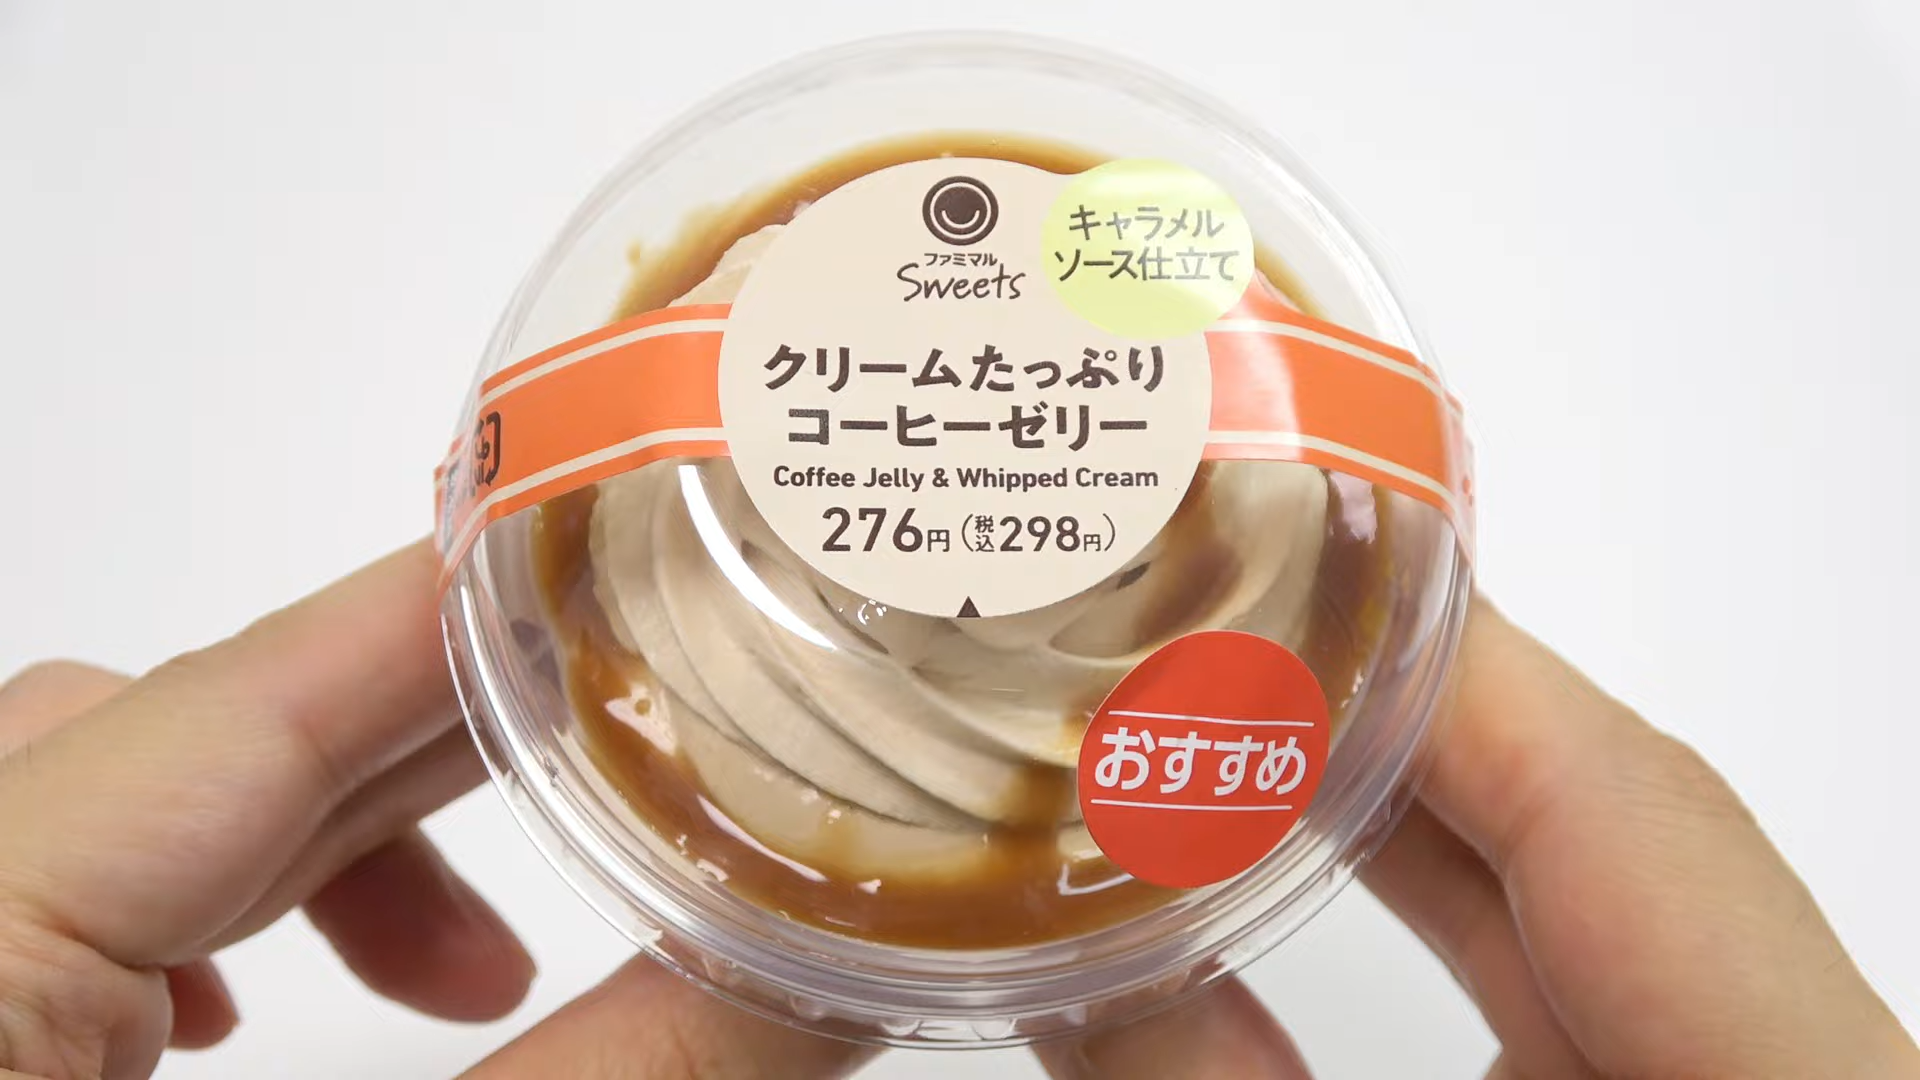 ファミマル
Sweets
キャラメル
ソース仕立て
クリームたっぷり
コーヒーゼリー
Coffee Jelly & Whipped Cream
276円(税込298円)
おすすめ